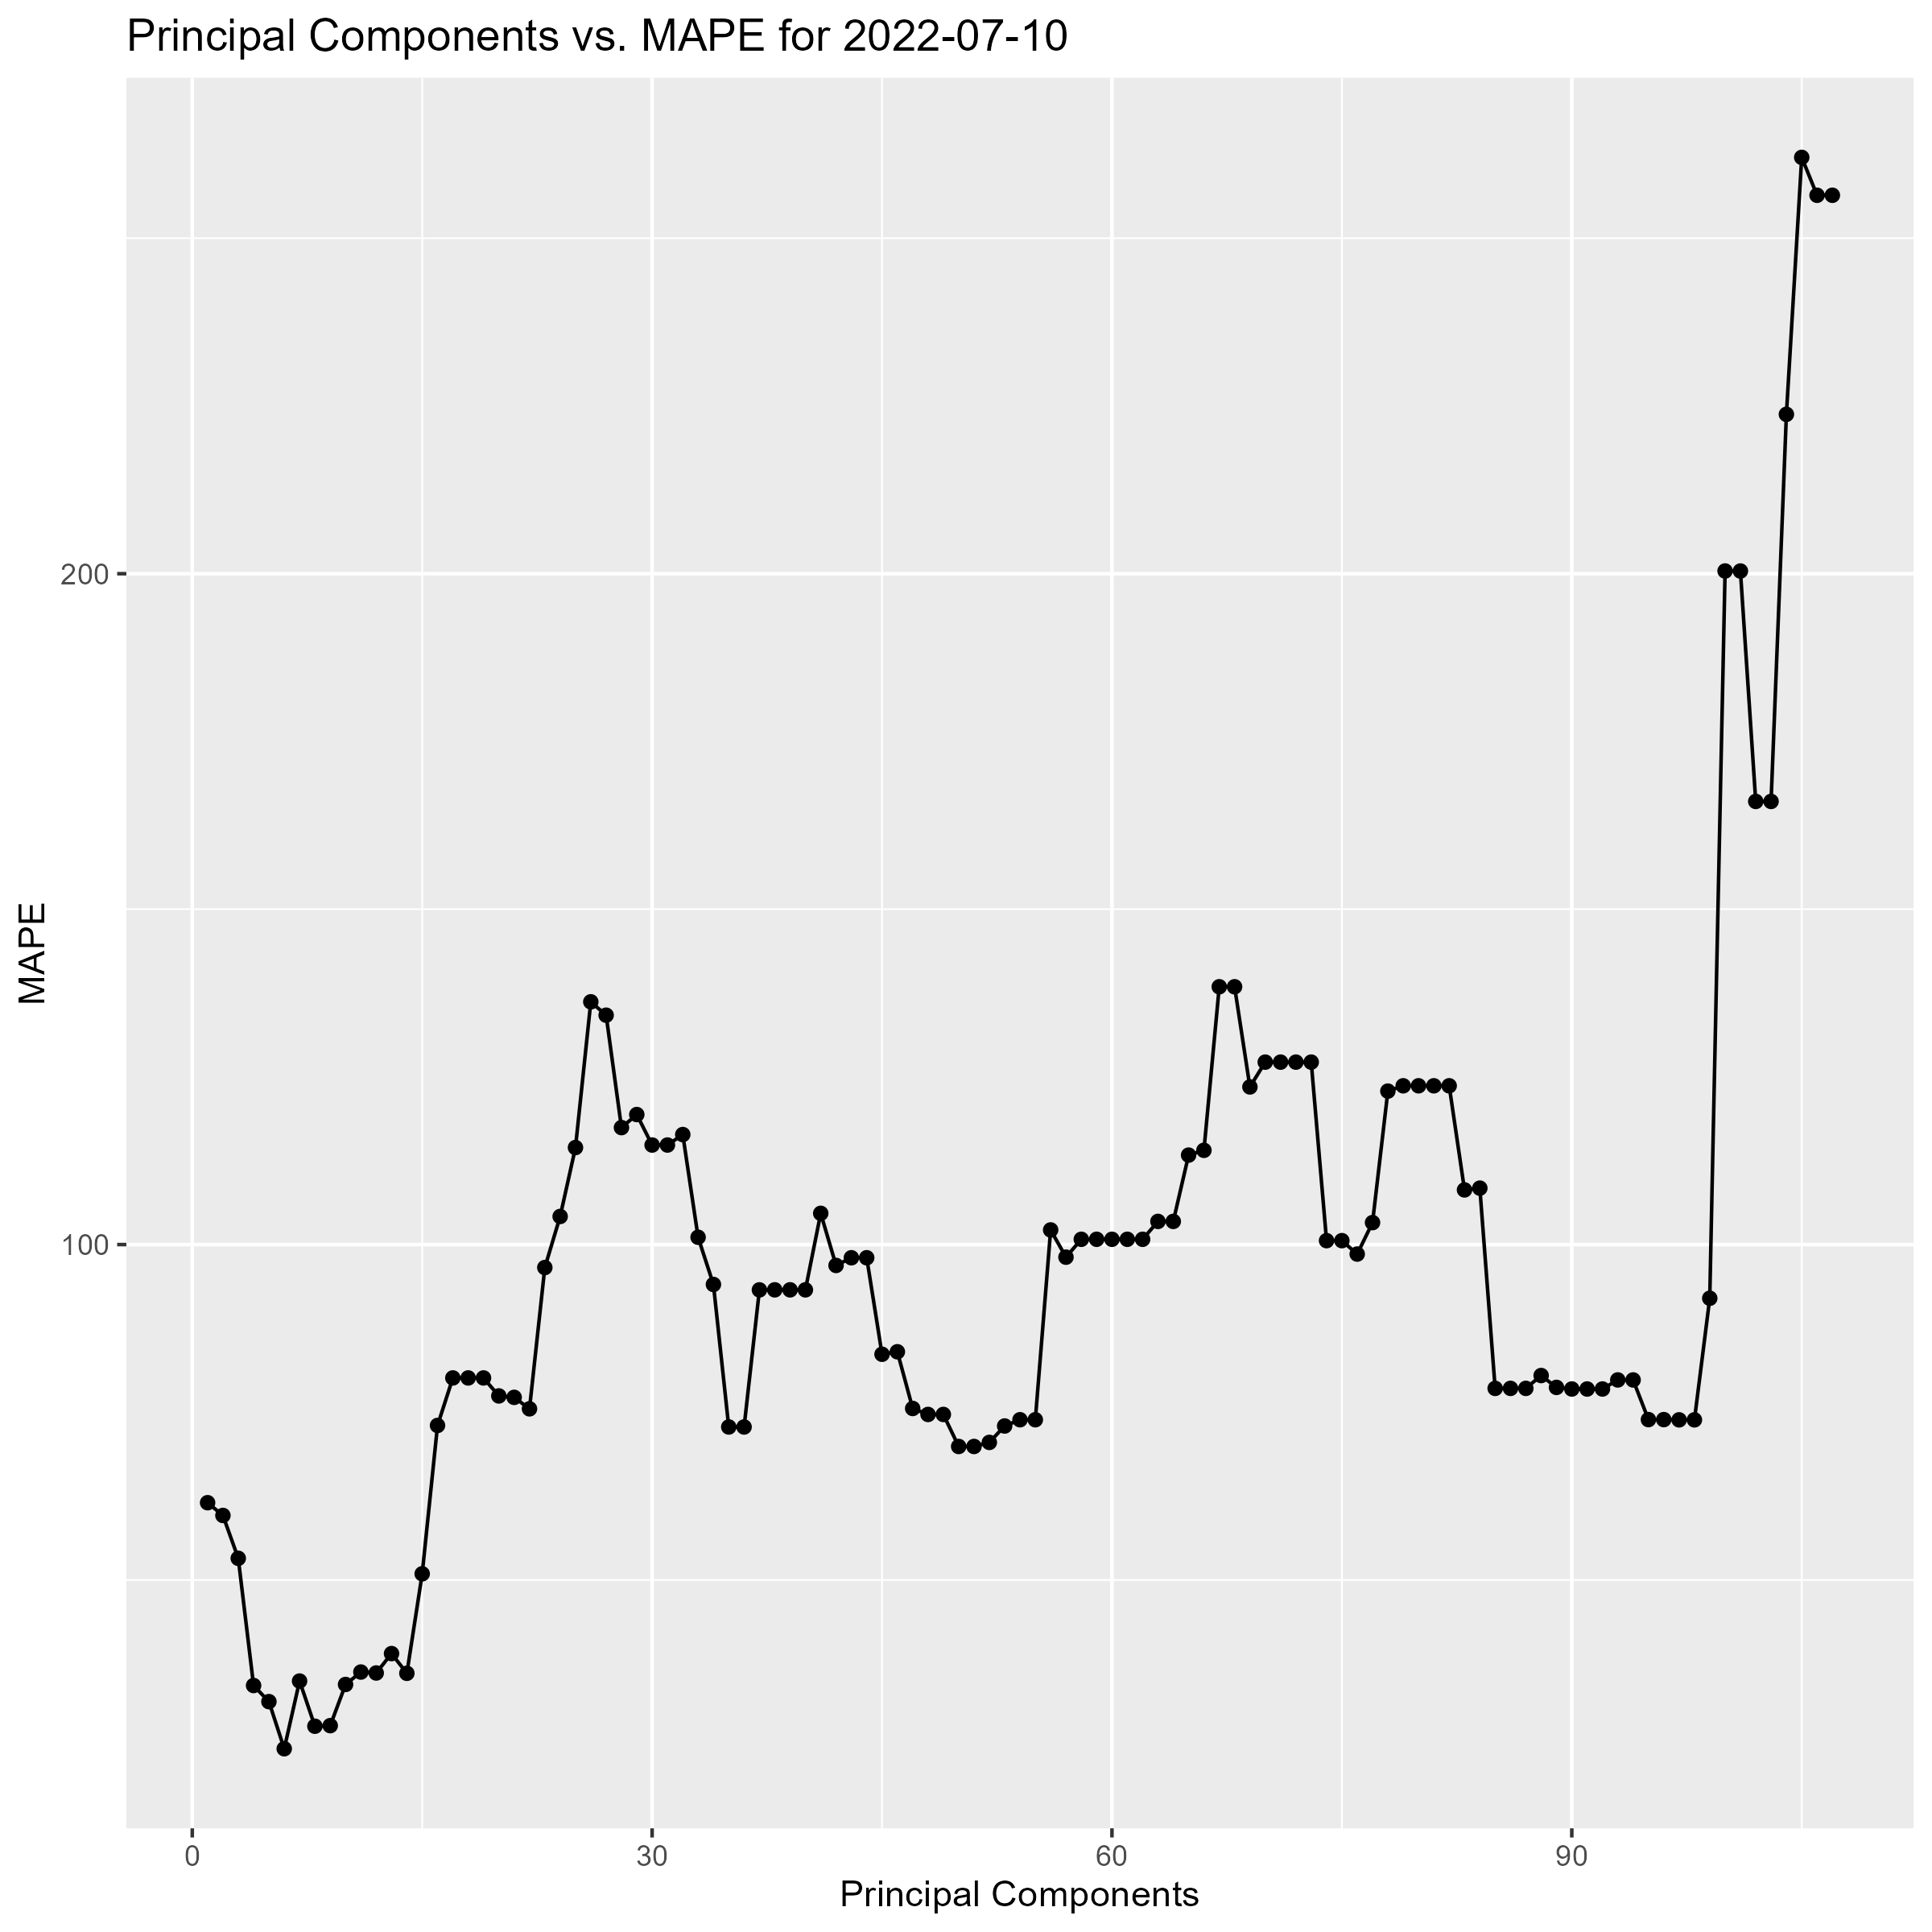 Principal Components vs. MAPE for 2022-07-10
MAPE
200
100
0 30 60 90
Principal Components